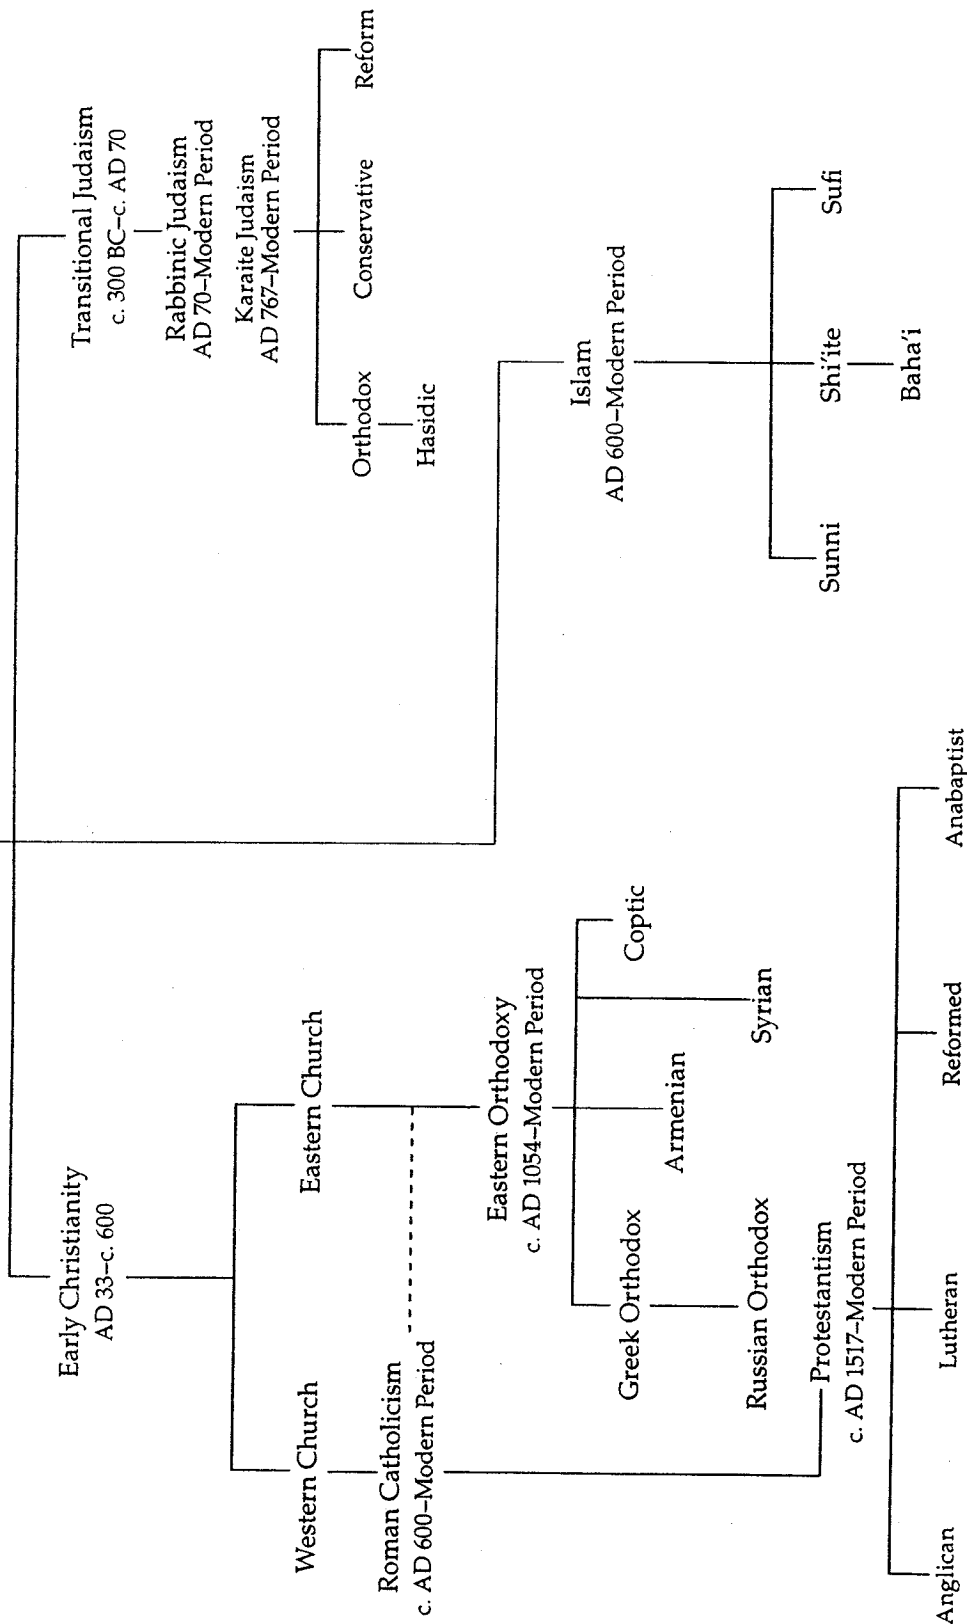 Early Christianity
AD 33–c. 600
Western Church
Eastern Church
Roman Catholicism
c. AD 600–Modern Period
Eastern Orthodoxy
c. AD 1054–Modern Period
Greek Orthodox
Armenian
Coptic
Russian Orthodox
Syrian
Protestantism
c. AD 1517–Modern Period
Anglican
Lutheran
Reformed
Anabaptist
Transitional Judaism
c. 300 BC–c. AD 70
Rabbinic Judaism
AD 70–Modern Period
Karaite Judaism
AD 767–Modern Period
Orthodox
Conservative
Reform
Hasidic
Islam
AD 600–Modern Period
Sunni
Shi'ite
Sufi
Baha'i